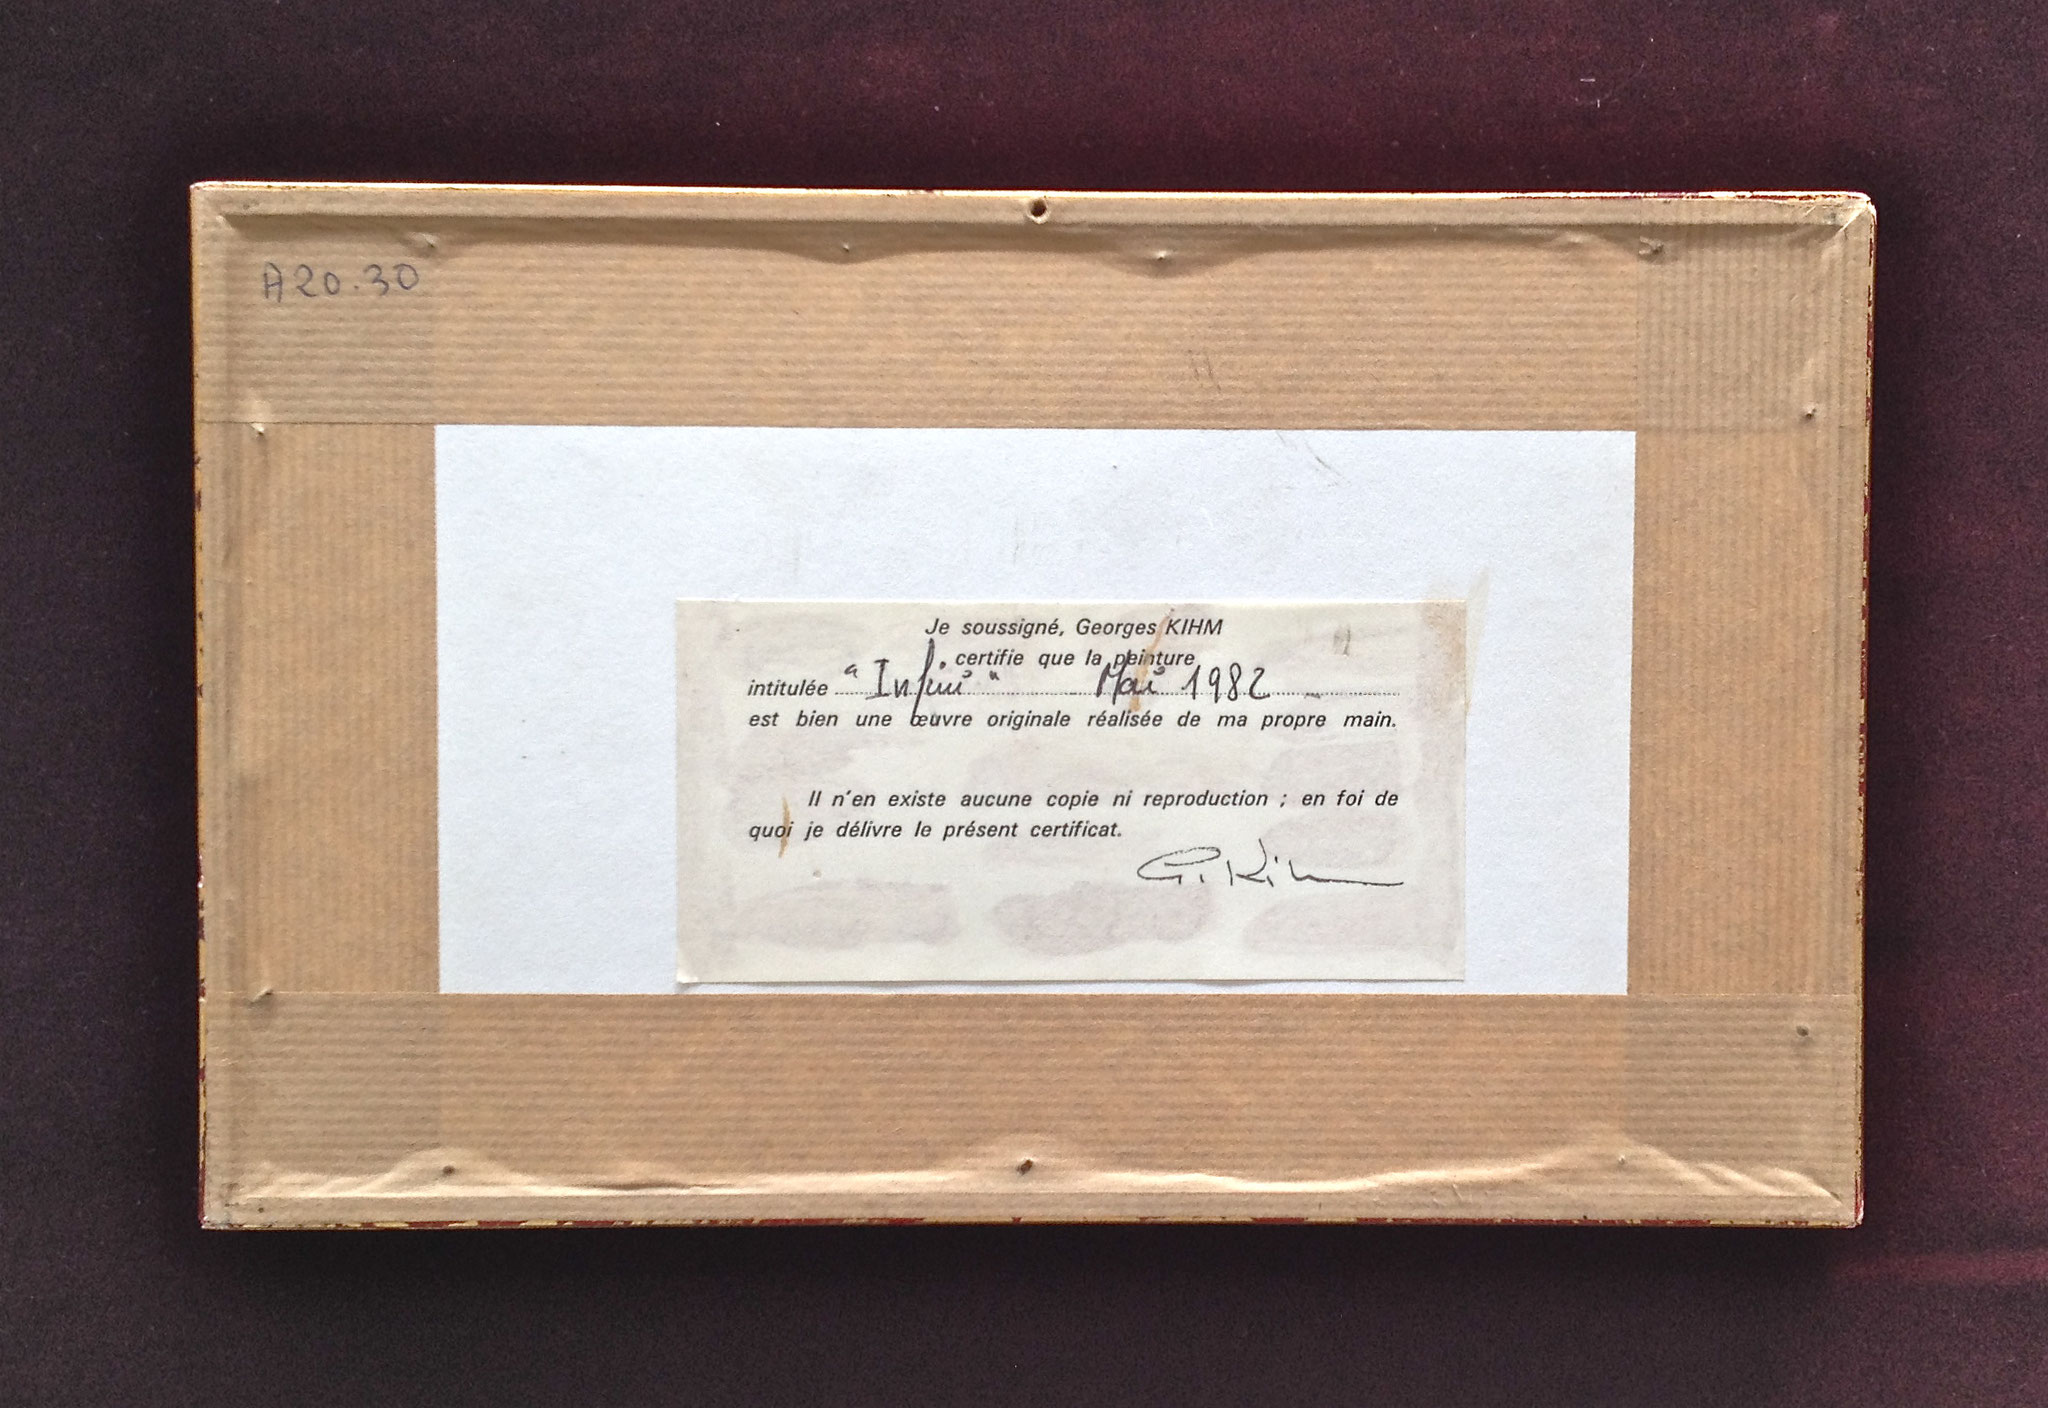 A20.30
Je soussigné, Georges KIHM
certifie que la peinture
intitulée "Infini" Mai 1982
est bien une œuvre originale réalisée de ma propre main.
Il n'en existe aucune copie ni reproduction ; en foi de
quoi je délivre le présent certificat.
G. Kihm